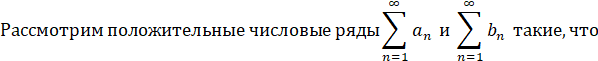 Рассмотрим положительные числовые ряды ∑_{n=1}^{∞} a_n и ∑_{n=1}^{∞} b_n такие, что